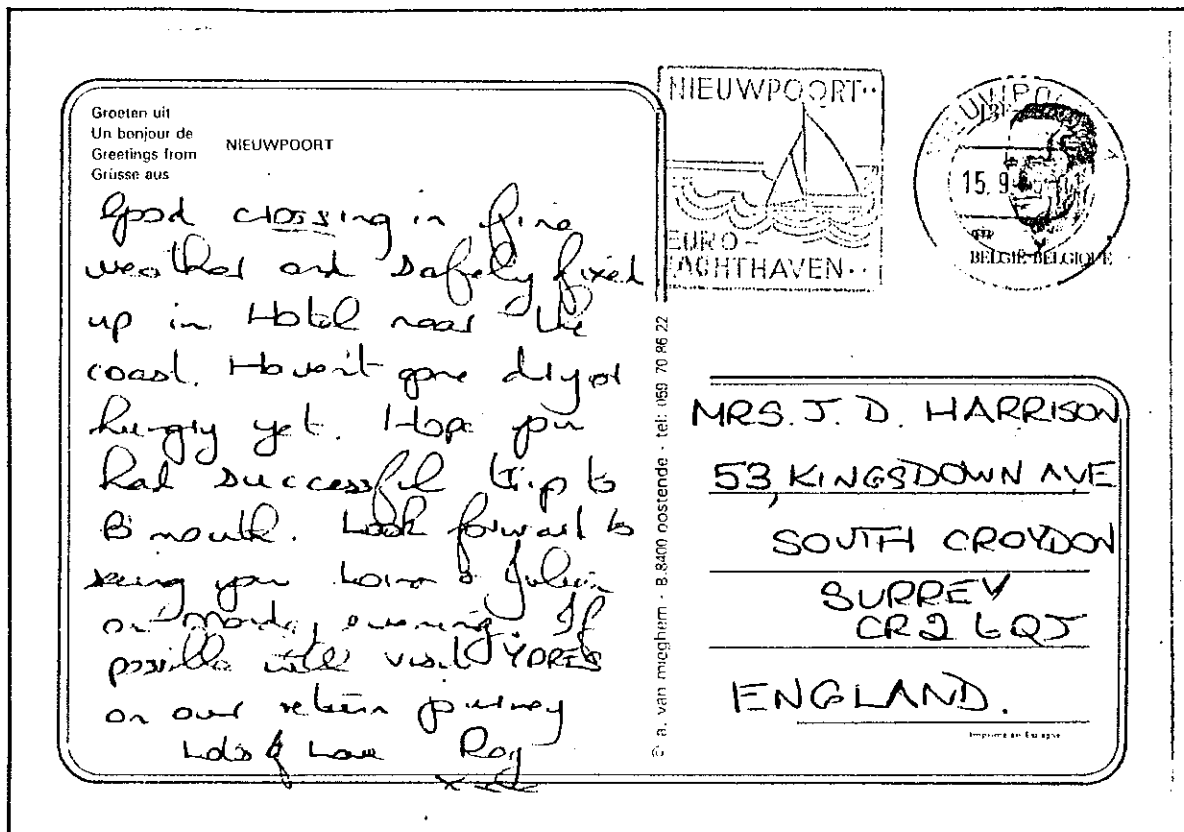 Groeten uit
Un bonjour de
Greetings from
Grüsse aus
NIEUWPOORT
Good crossing in fine
weather and safely fixed
up in Hotel near the
coast. Haven't gone dry or
hungry yet. Hope you
had successful trip to
B'mouth. Look forward to
seeing you & Julian
on Monday evening. If
possible will visit YPRES
on our return journey
Lots of Love Roy
NIEUWPOORT
EURO-
YACHTHAVEN
13F
15.9
BELGIË-BELGIQUE
© a. van mieghem - B.8400 oostende - tel: 059 70 86 22
MRS. J. D. HARRISON
53, KINGSDOWN AVE
SOUTH CROYDON
SURREY
CR2 6QJ
ENGLAND.